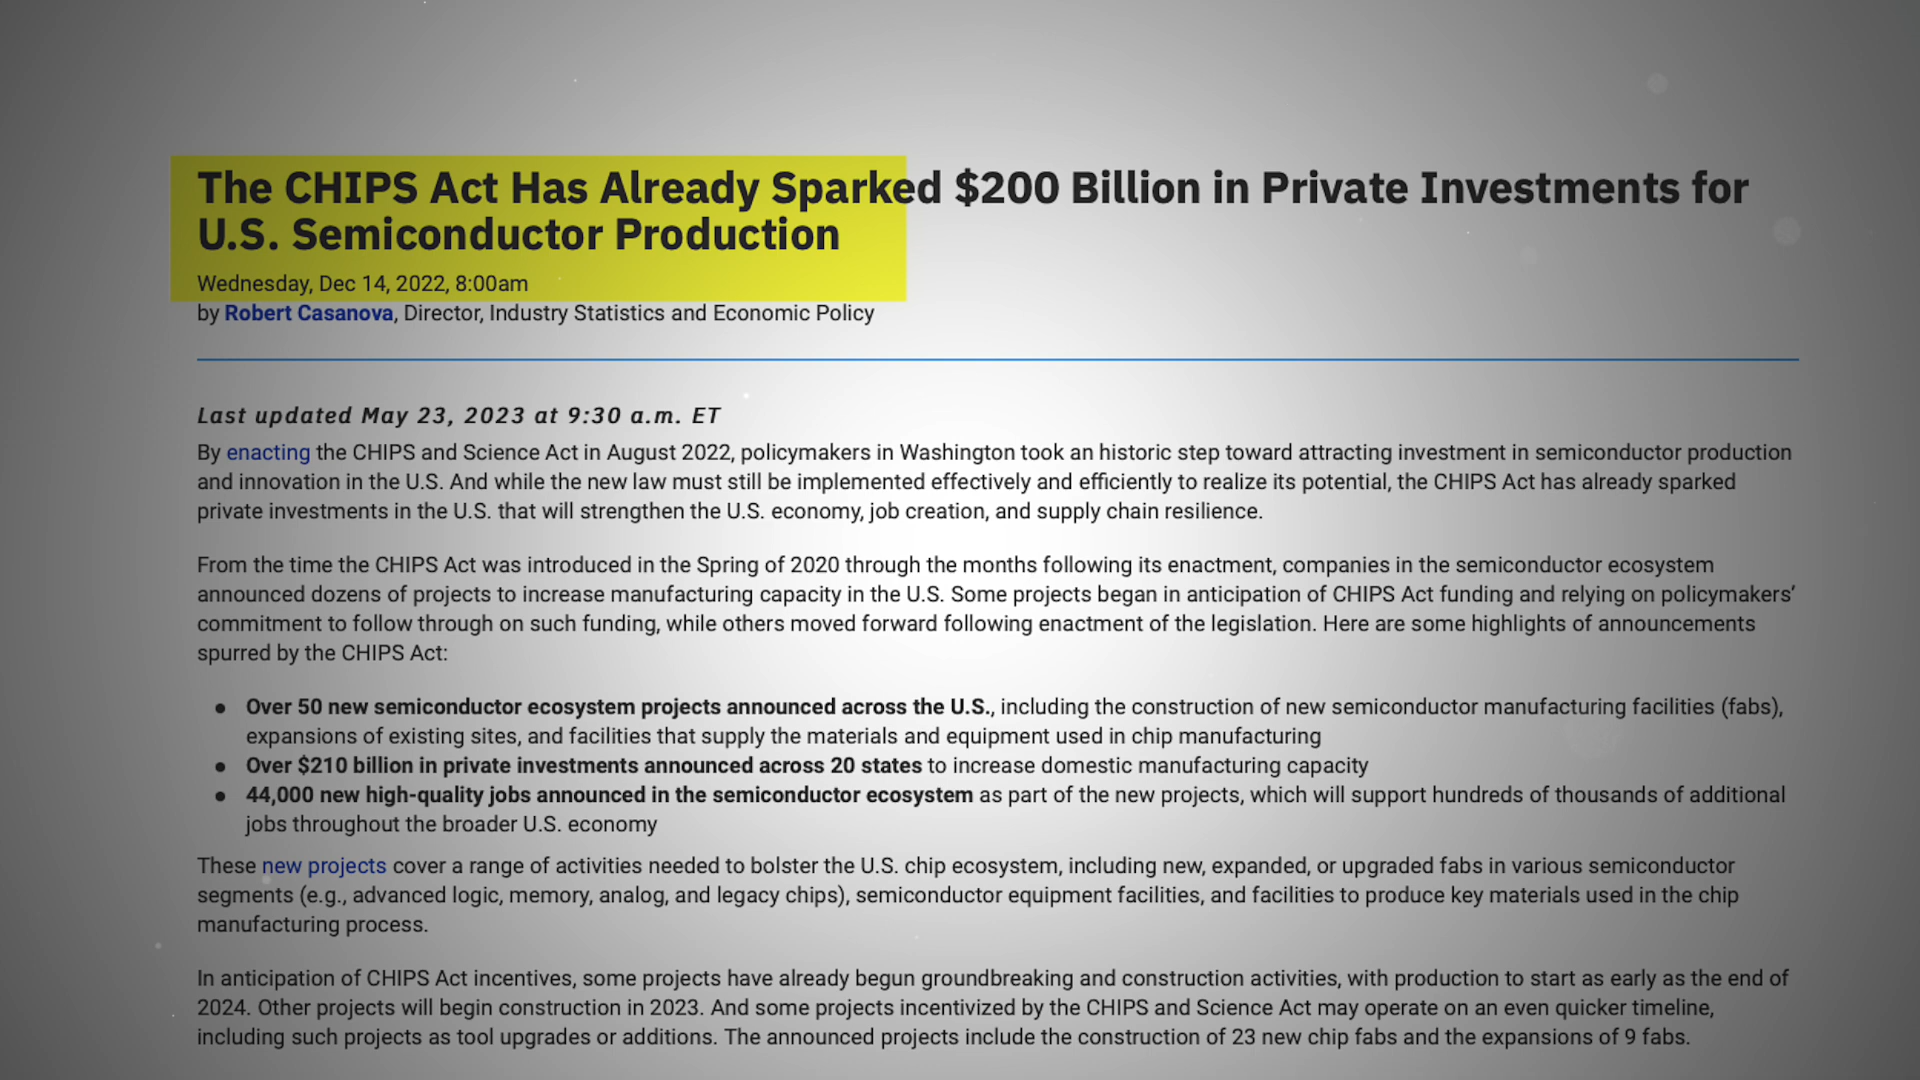 The CHIPS Act Has Already Sparked $200 Billion in Private Investments for
U.S. Semiconductor Production
Wednesday, Dec 14, 2022, 8:00am
by Robert Casanova, Director, Industry Statistics and Economic Policy
Last updated May 23, 2023 at 9:30 a.m. ET
By enacting the CHIPS and Science Act in August 2022, policymakers in Washington took an historic step toward attracting investment in semiconductor production
and innovation in the U.S. And while the new law must still be implemented effectively and efficiently to realize its potential, the CHIPS Act has already sparked
private investments in the U.S. that will strengthen the U.S. economy, job creation, and supply chain resilience.
From the time the CHIPS Act was introduced in the Spring of 2020 through the months following its enactment, companies in the semiconductor ecosystem
announced dozens of projects to increase manufacturing capacity in the U.S. Some projects began in anticipation of CHIPS Act funding and relying on policymakers’
commitment to follow through on such funding, while others moved forward following enactment of the legislation. Here are some highlights of announcements
spurred by the CHIPS Act:
● Over 50 new semiconductor ecosystem projects announced across the U.S., including the construction of new semiconductor manufacturing facilities (fabs),
expansions of existing sites, and facilities that supply the materials and equipment used in chip manufacturing
● Over $210 billion in private investments announced across 20 states to increase domestic manufacturing capacity
● 44,000 new high-quality jobs announced in the semiconductor ecosystem as part of the new projects, which will support hundreds of thousands of additional
jobs throughout the broader U.S. economy
These new projects cover a range of activities needed to bolster the U.S. chip ecosystem, including new, expanded, or upgraded fabs in various semiconductor
segments (e.g., advanced logic, memory, analog, and legacy chips), semiconductor equipment facilities, and facilities to produce key materials used in the chip
manufacturing process.
In anticipation of CHIPS Act incentives, some projects have already begun groundbreaking and construction activities, with production to start as early as the end of
2024. Other projects will begin construction in 2023. And some projects incentivized by the CHIPS and Science Act may operate on an even quicker timeline,
including such projects as tool upgrades or additions. The announced projects include the construction of 23 new chip fabs and the expansions of 9 fabs.